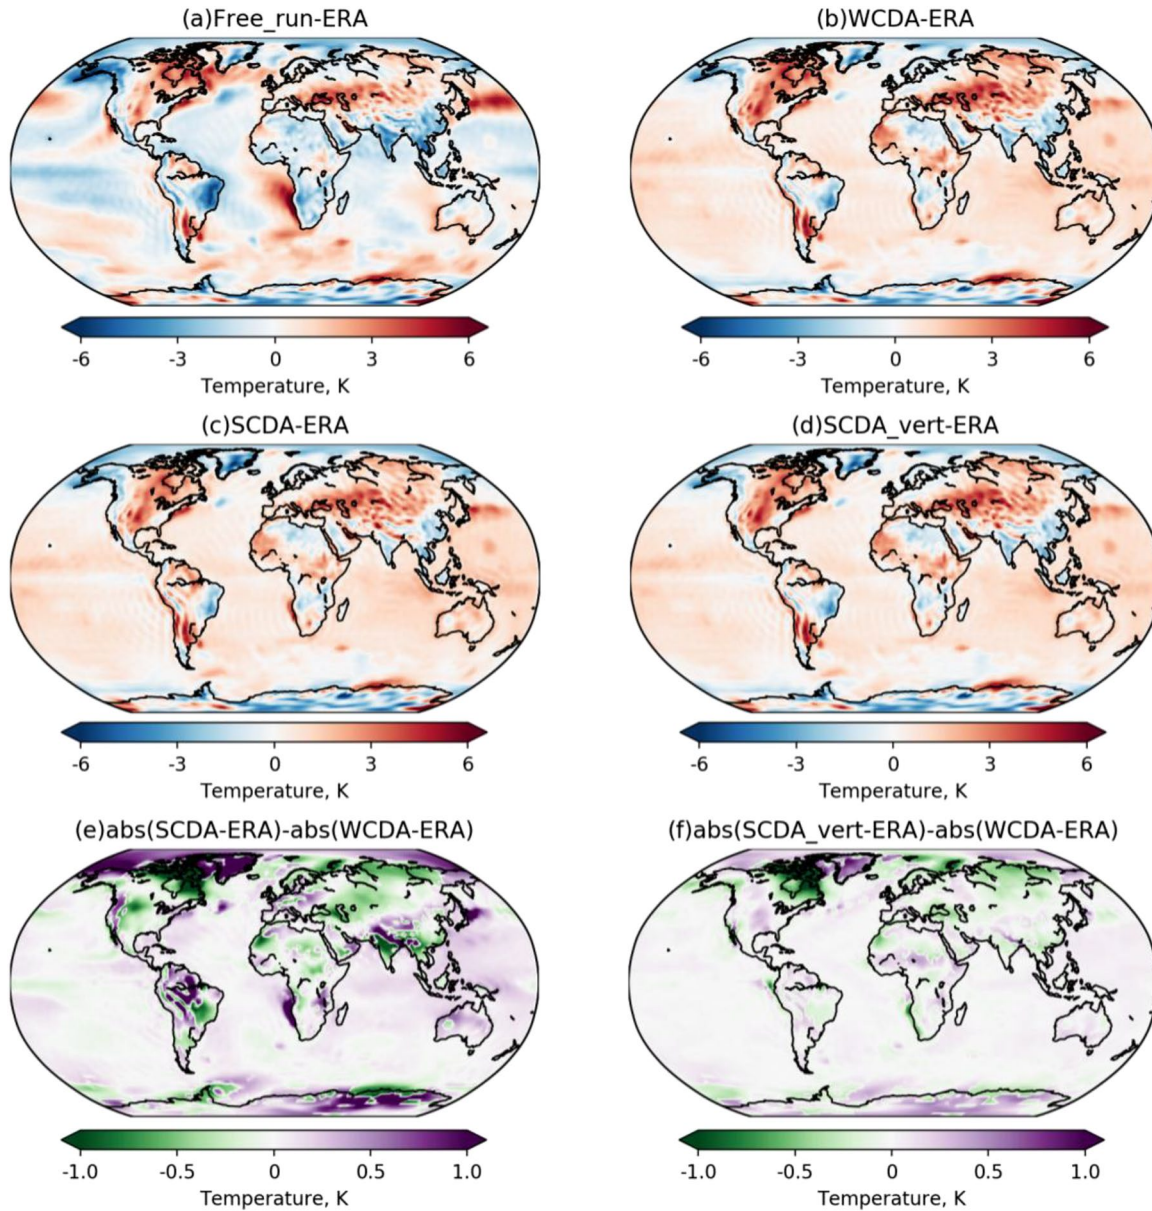 (a)Free_run-ERA
(b)WCDA-ERA
-6 -3 0 3 6
Temperature, K
-6 -3 0 3 6
Temperature, K
(c)SCDA-ERA
(d)SCDA_vert-ERA
-6 -3 0 3 6
Temperature, K
-6 -3 0 3 6
Temperature, K
(e)abs(SCDA-ERA)-abs(WCDA-ERA)
(f)abs(SCDA_vert-ERA)-abs(WCDA-ERA)
-1.0 -0.5 0 0.5 1.0
Temperature, K
-1.0 -0.5 0 0.5 1.0
Temperature, K